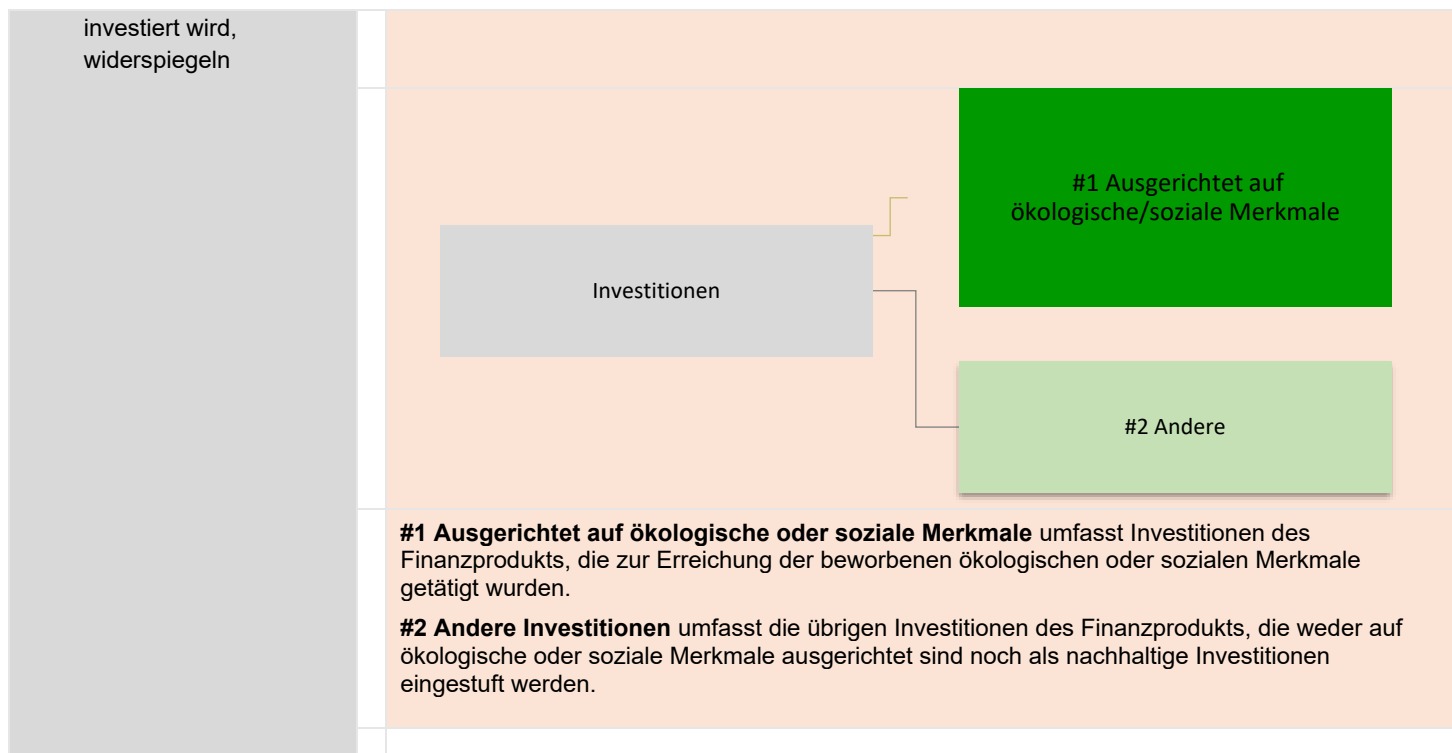 investiert wird,
widerspiegeln
#1 Ausgerichtet auf
ökologische/soziale Merkmale
Investitionen
#2 Andere
#1 Ausgerichtet auf ökologische oder soziale Merkmale umfasst Investitionen des
Finanzprodukts, die zur Erreichung der beworbenen ökologischen oder sozialen Merkmale
getätigt wurden.
#2 Andere Investitionen umfasst die übrigen Investitionen des Finanzprodukts, die weder auf
ökologische oder soziale Merkmale ausgerichtet sind noch als nachhaltige Investitionen
eingestuft werden.